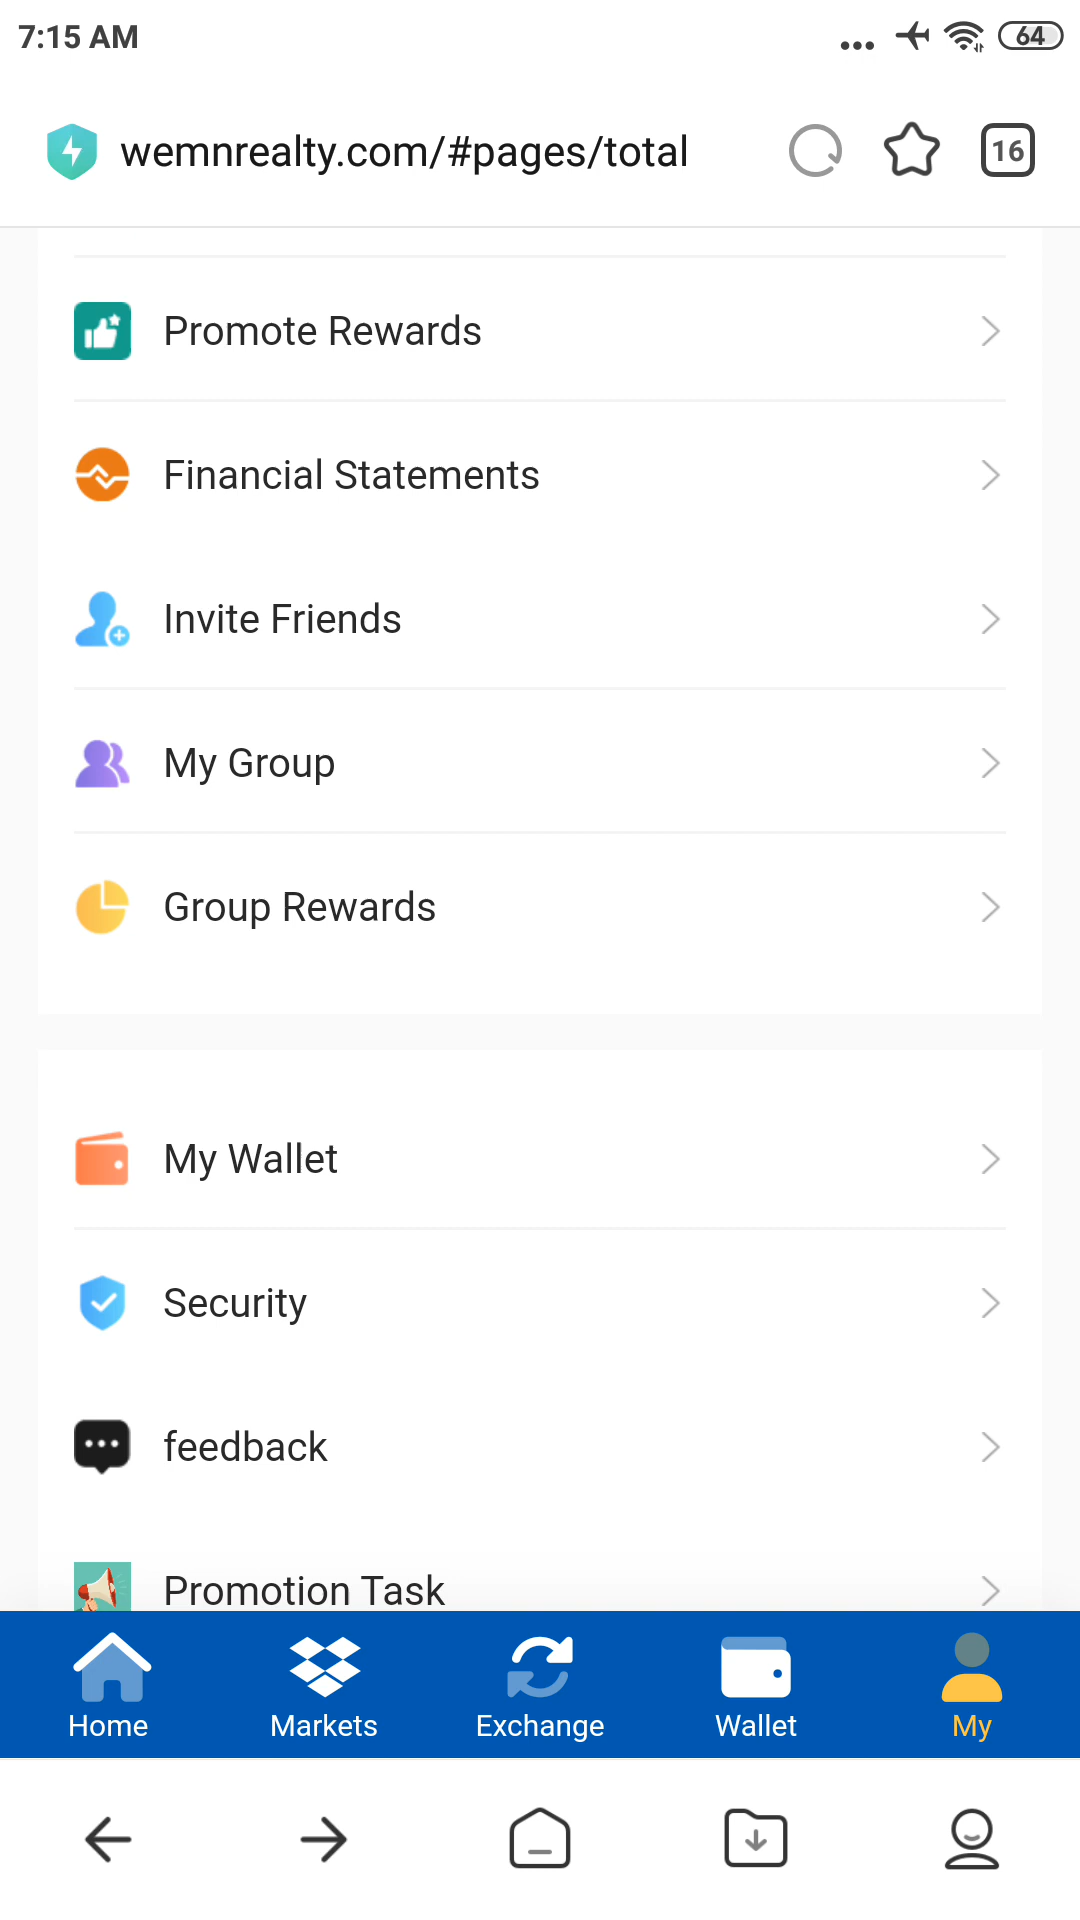 7:15 AM
64
wemnrealty.com/#pages/total
16
Promote Rewards
Financial Statements
Invite Friends
My Group
Group Rewards
My Wallet
Security
feedback
Promotion Task
Home
Markets
Exchange
Wallet
My